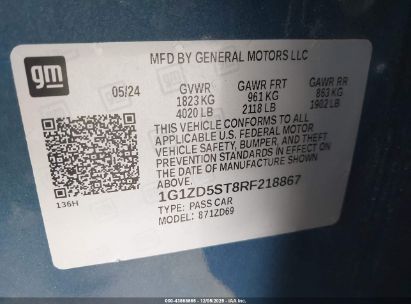 MFD BY GENERAL MOTORS LLC
gm
05/24 GVWR GAWR FRT GAWR RR
1823 KG 961 KG 863 KG
4020 LB 2118 LB 1902 LB
THIS VEHICLE CONFORMS TO ALL
APPLICABLE U.S. FEDERAL MOTOR
VEHICLE SAFETY, BUMPER, AND THEFT
PREVENTION STANDARDS IN EFFECT ON
THE DATE OF MANUFACTURE SHOWN
ABOVE.
1G1ZD5ST8RF218867
136H
TYPE: PASS CAR
MODEL: 871ZD69